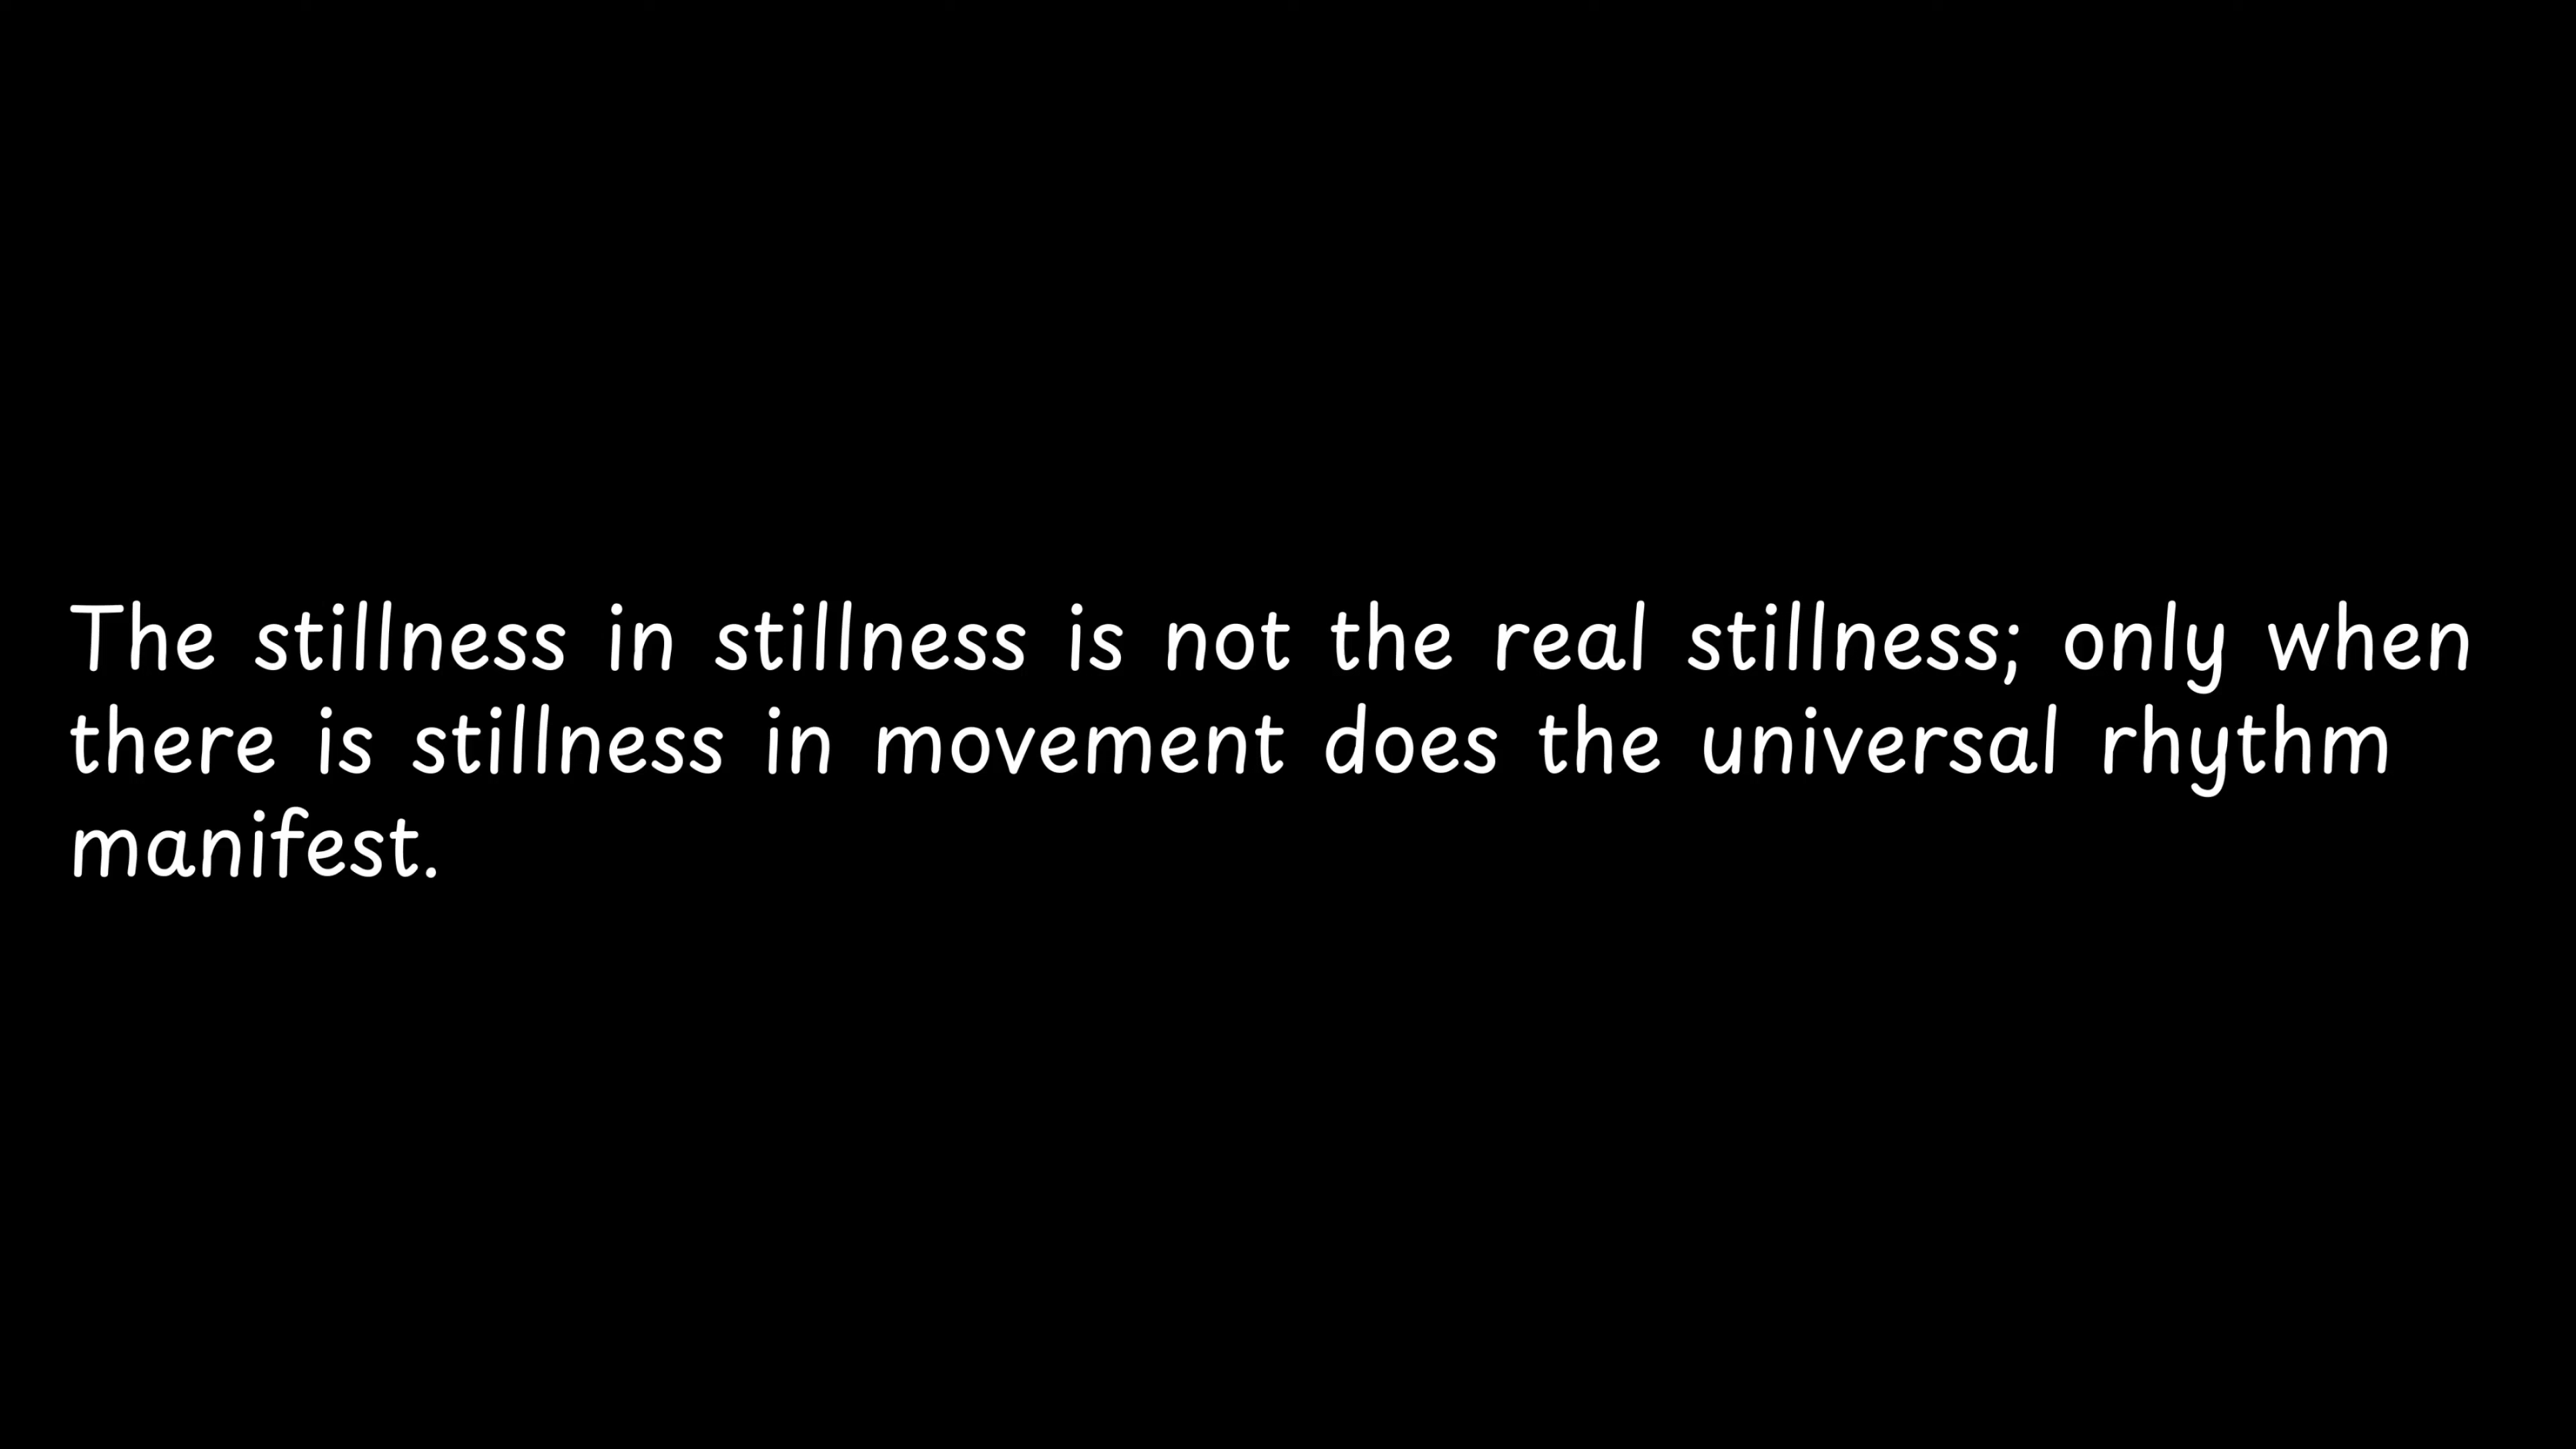 The stillness in stillness is not the real stillness; only when
there is stillness in movement does the universal rhythm
manifest.